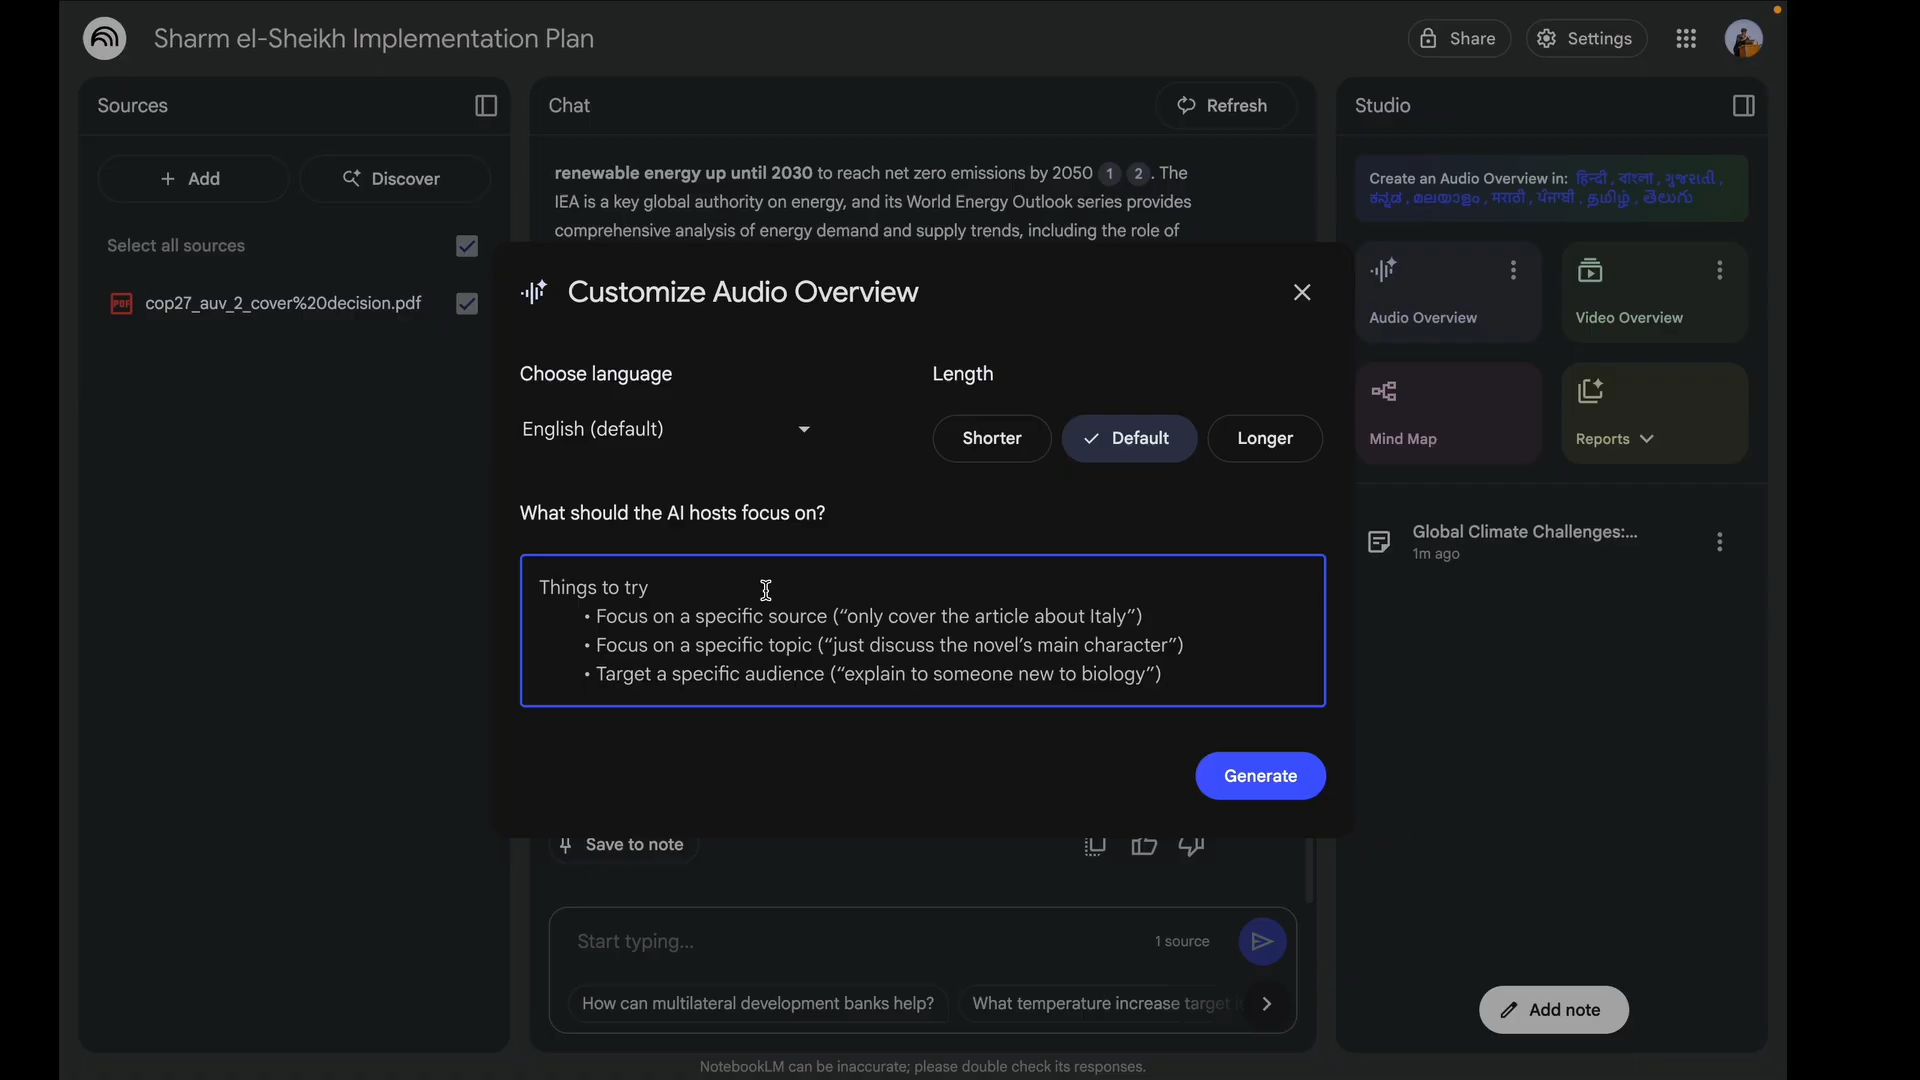 Sharm el-Sheikh Implementation Plan
Share
Settings
Sources
Add
Discover
Select all sources
cop27_auv_2_cover%20decision.pdf
Chat
Refresh
renewable energy up until 2030 to reach net zero emissions by 2050 1 2. The
IEA is a key global authority on energy, and its World Energy Outlook series provides
comprehensive analysis of energy demand and supply trends, including the role of
Customize Audio Overview
Choose language
English (default)
Length
Shorter
Default
Longer
What should the AI hosts focus on?
Things to try
• Focus on a specific source (“only cover the article about Italy”)
• Focus on a specific topic (“just discuss the novel’s main character”)
• Target a specific audience (“explain to someone new to biology”)
Generate
Save to note
Start typing...
1 source
How can multilateral development banks help?
What temperature increase target
NotebookLM can be inaccurate; please double check its responses.
Studio
Create an Audio Overview in: हिन्दी, বাংলা, ગુજરાતી,
ಕನ್ನಡ, മലയാളം, मराठी, ਪੰਜਾਬੀ, தமிழ், తెలుగు
Audio Overview
Video Overview
Mind Map
Reports
Global Climate Challenges:...
1m ago
Add note